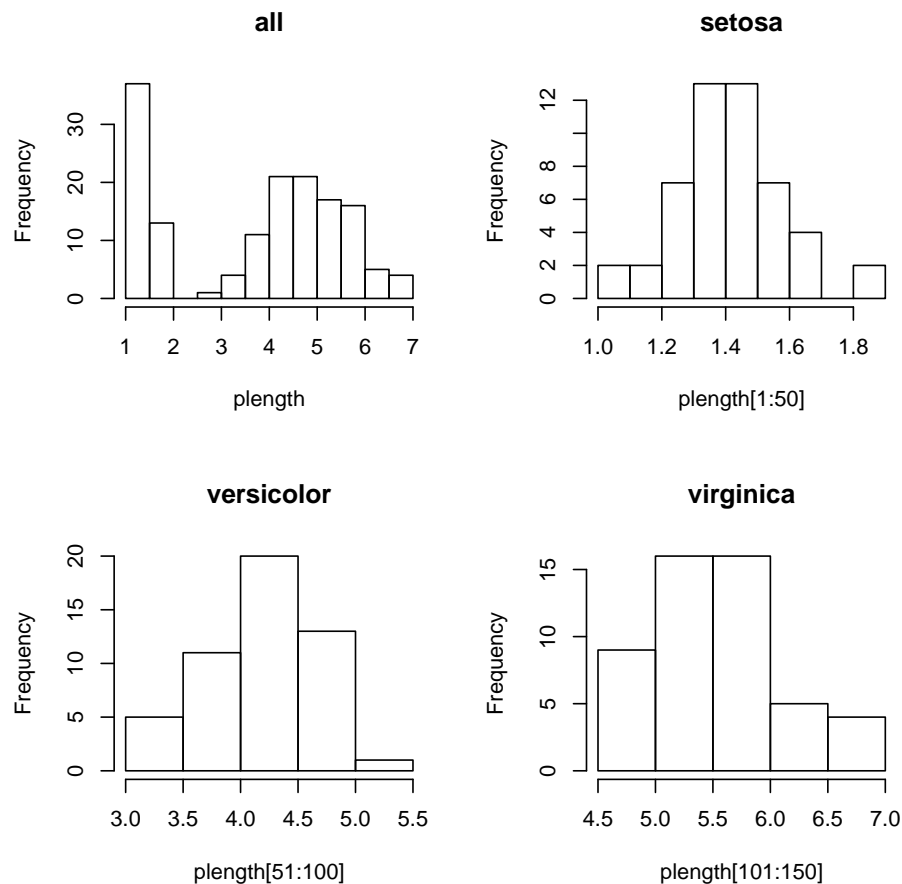 all
Frequency
0 10 20 30
1 2 3 4 5 6 7
plength
setosa
Frequency
0 2 4 6 8 12
1.0 1.2 1.4 1.6 1.8
plength[1:50]
versicolor
Frequency
0 5 10 15 20
3.0 3.5 4.0 4.5 5.0 5.5
plength[51:100]
virginica
Frequency
0 5 10 15
4.5 5.0 5.5 6.0 6.5 7.0
plength[101:150]